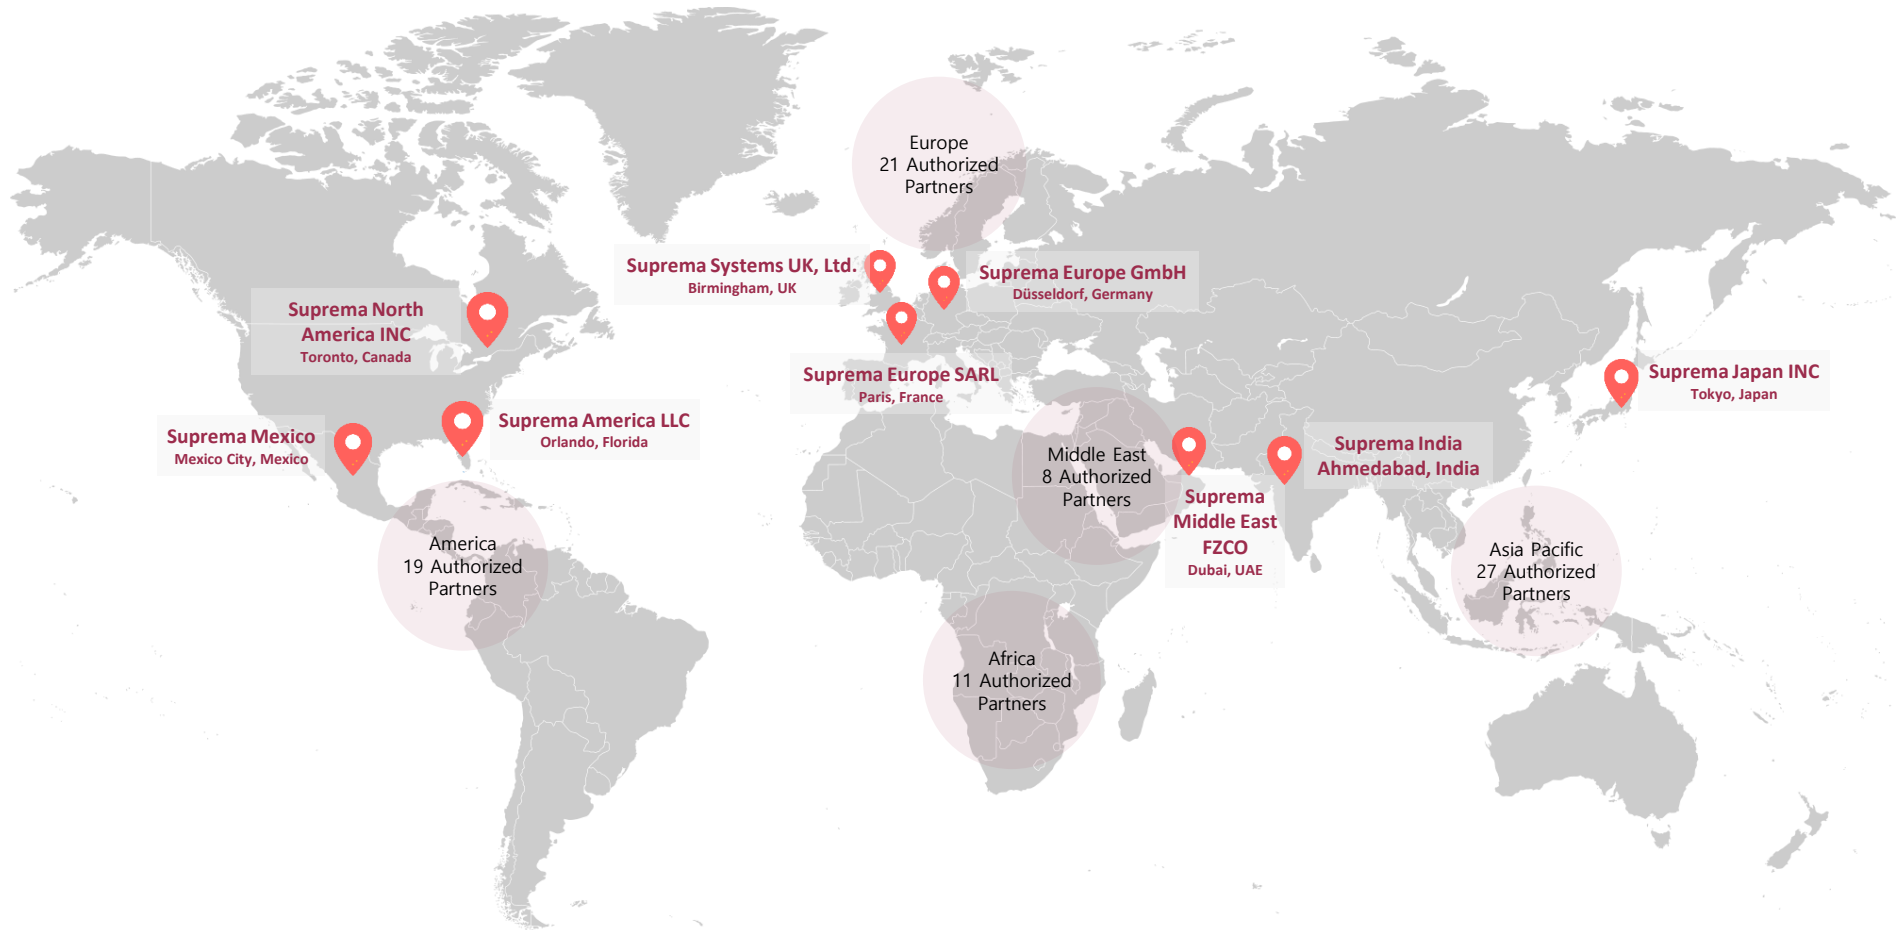 Europe
21 Authorized
Partners
Suprema Systems UK, Ltd.
Birmingham, UK
Suprema Europe GmbH
Düsseldorf, Germany
Suprema North
America INC
Toronto, Canada
Suprema Europe SARL
Paris, France
Suprema Japan INC
Tokyo, Japan
Suprema Mexico
Mexico City, Mexico
Suprema America LLC
Orlando, Florida
Middle East
8 Authorized
Partners
Suprema India
Ahmedabad, India
Suprema
Middle East
FZCO
Dubai, UAE
America
19 Authorized
Partners
Asia Pacific
27 Authorized
Partners
Africa
11 Authorized
Partners